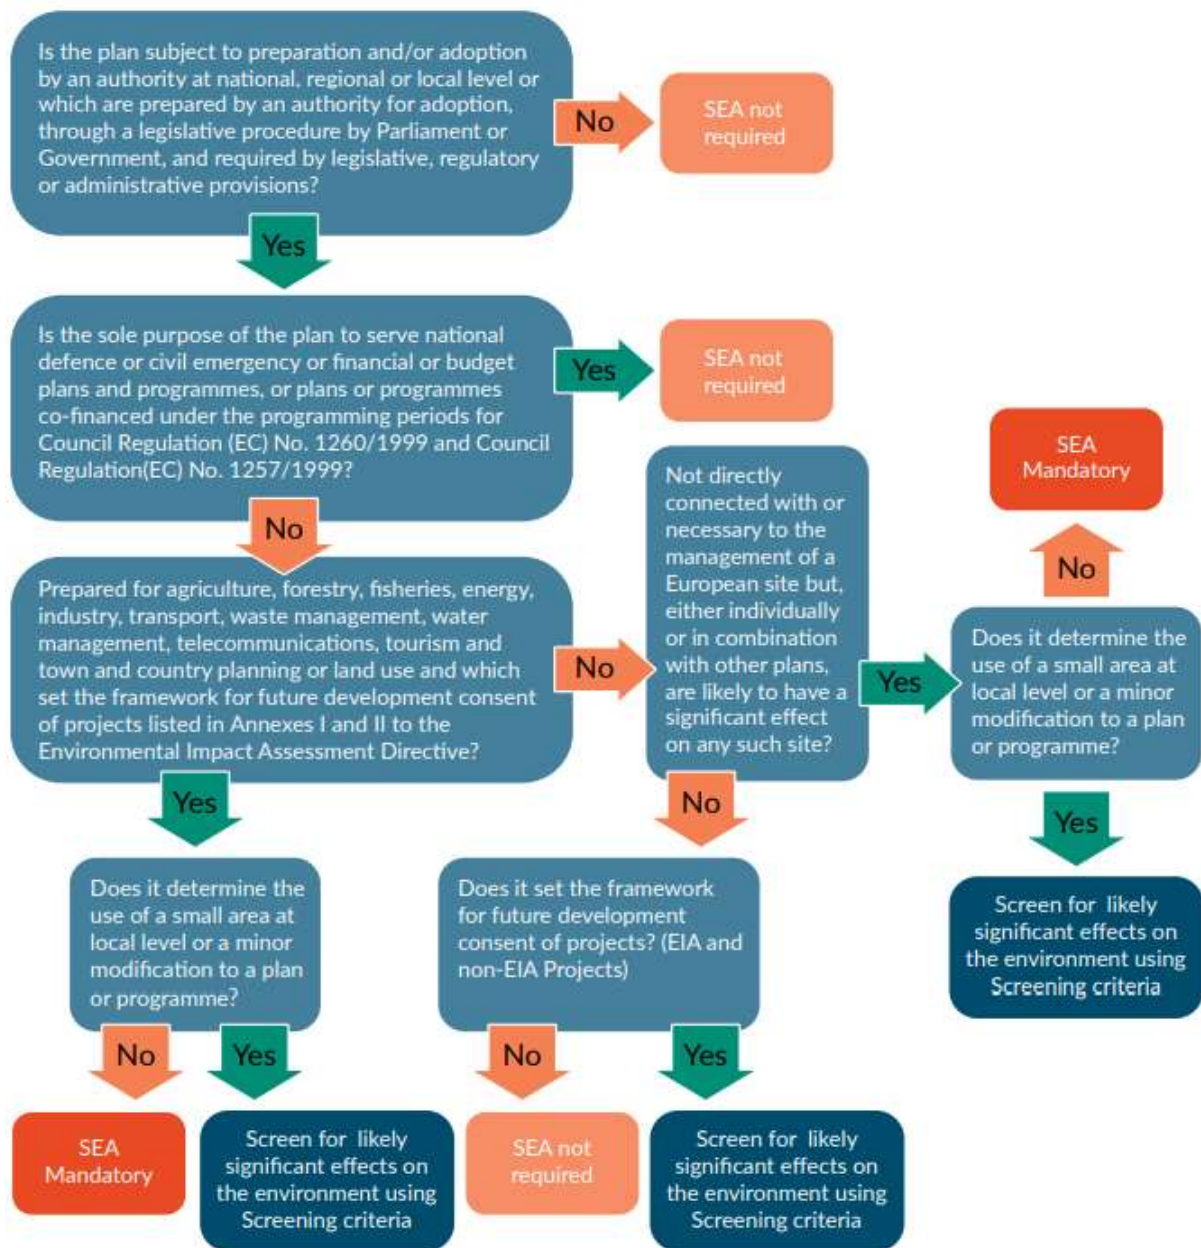 Is the plan subject to preparation and/or adoption
by an authority at national, regional or local level or
which are prepared by an authority for adoption,
through a legislative procedure by Parliament or
Government, and required by legislative, regulatory
or administrative provisions?
No
SEA not
required
Yes
Is the sole purpose of the plan to serve national
defence or civil emergency or financial or budget
plans and programmes, or plans or programmes
co-financed under the programming periods for
Council Regulation (EC) No. 1260/1999 and Council
Regulation(EC) No. 1257/1999?
Yes
SEA not
required
No
Prepared for agriculture, forestry, fisheries, energy,
industry, transport, waste management, water
management, telecommunications, tourism and
town and country planning or land use and which
set the framework for future development consent
of projects listed in Annexes I and II to the
Environmental Impact Assessment Directive?
No
Not directly
connected with or
necessary to the
management of a
European site but,
either individually
or in combination
with other plans,
are likely to have a
significant effect
on any such site?
Yes
Does it determine the
use of a small area at
local level or a minor
modification to a plan
or programme?
No
SEA
Mandatory
Yes
Screen for likely
significant effects on
the environment using
Screening criteria
Yes
Does it determine the
use of a small area at
local level or a minor
modification to a plan
or programme?
No
SEA
Mandatory
Yes
Screen for likely
significant effects on
the environment using
Screening criteria
No
Does it set the framework
for future development
consent of projects? (EIA and
non-EIA Projects)
No
SEA not
required
Yes
Screen for likely
significant effects on
the environment using
Screening criteria